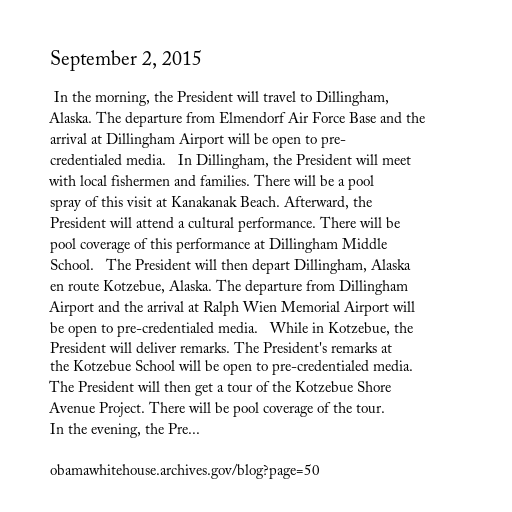 September 2, 2015
In the morning, the President will travel to Dillingham,
Alaska. The departure from Elmendorf Air Force Base and the
arrival at Dillingham Airport will be open to pre-
credentialed media.   In Dillingham, the President will meet
with local fishermen and families. There will be a pool
spray of this visit at Kanakanak Beach. Afterward, the
President will attend a cultural performance. There will be
pool coverage of this performance at Dillingham Middle
School.   The President will then depart Dillingham, Alaska
en route Kotzebue, Alaska. The departure from Dillingham
Airport and the arrival at Ralph Wien Memorial Airport will
be open to pre-credentialed media.   While in Kotzebue, the
President will deliver remarks. The President's remarks at
the Kotzebue School will be open to pre-credentialed media.
The President will then get a tour of the Kotzebue Shore
Avenue Project. There will be pool coverage of the tour.
In the evening, the Pre...
obamawhitehouse.archives.gov/blog?page=50